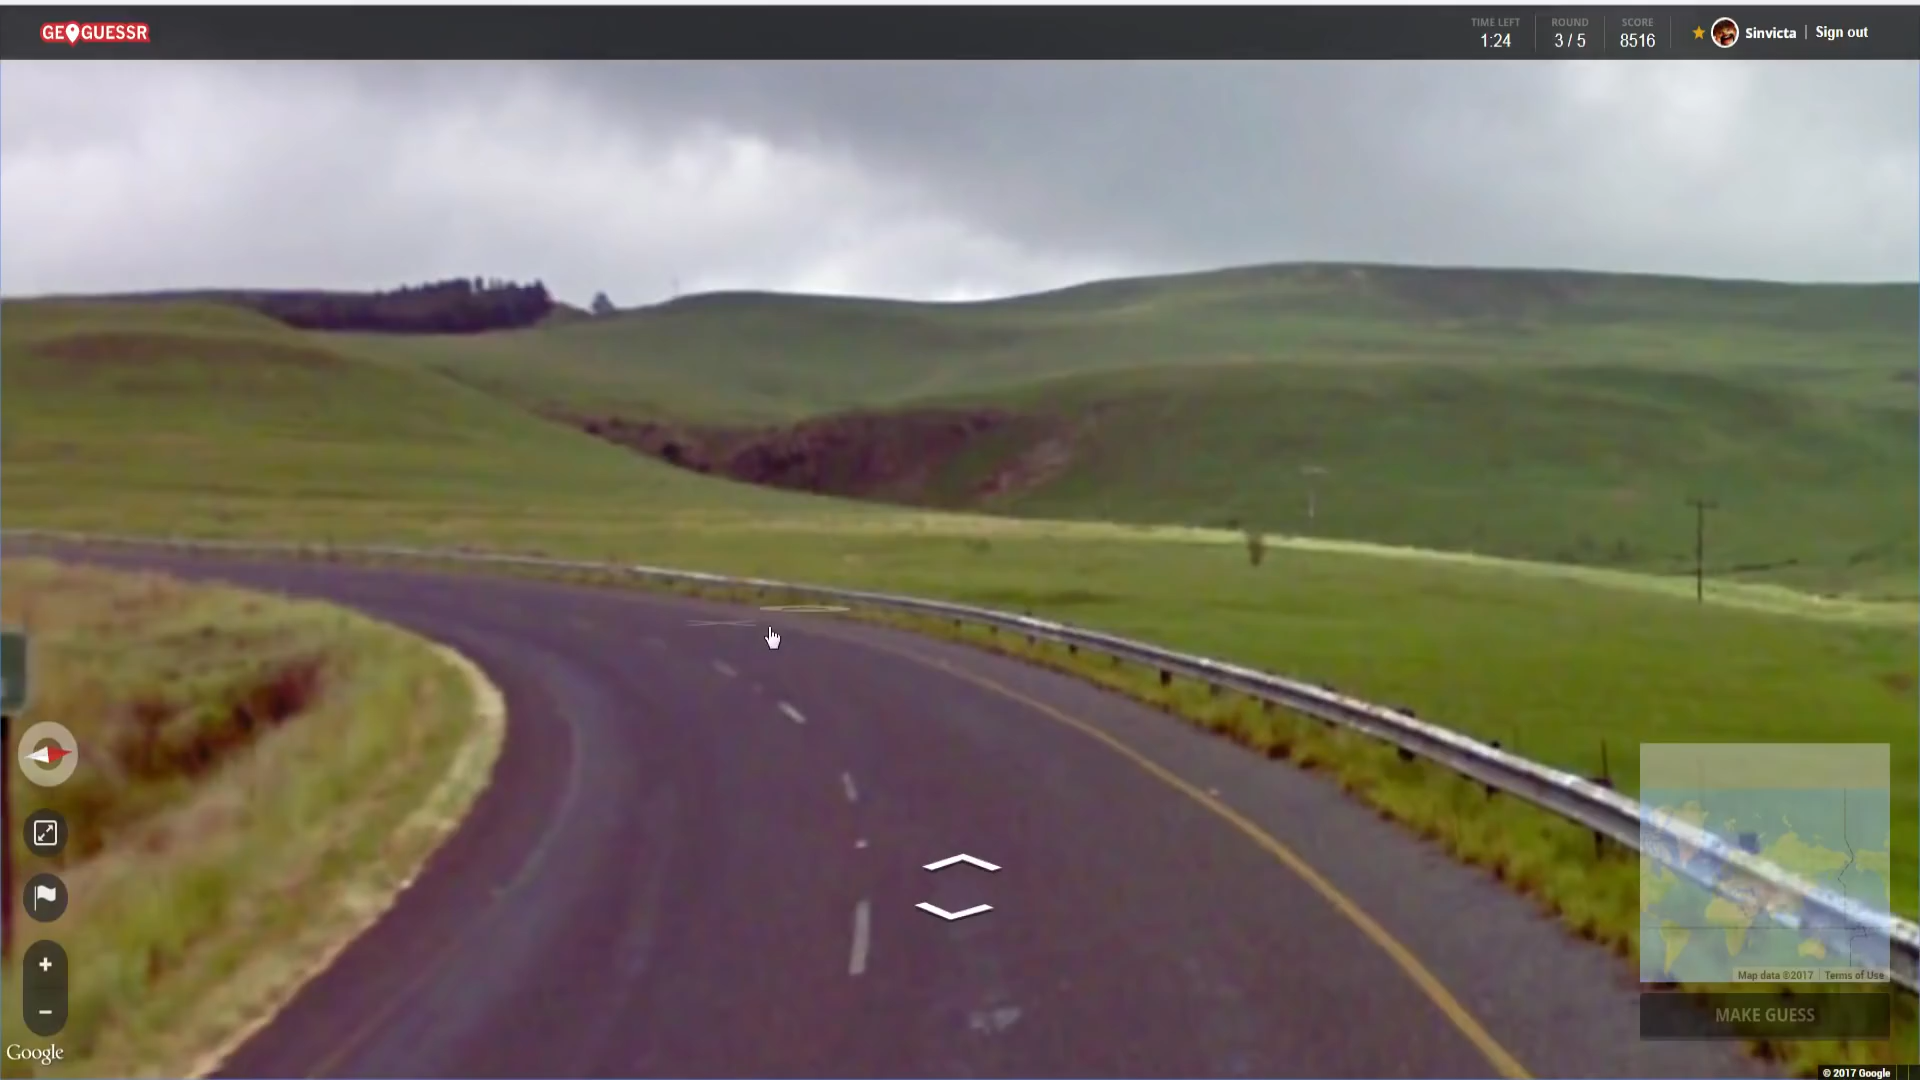 GEOGUESSR
TIME LEFT
1:24
ROUND
3 / 5
SCORE
8516
Sinvicta | Sign out
Map data ©2017 Terms of Use
MAKE GUESS
Google
© 2017 Google